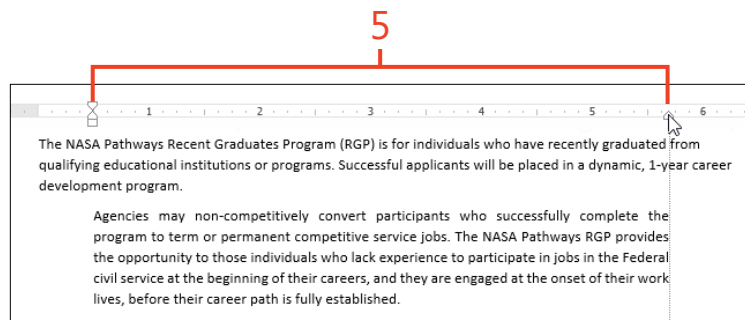 5
1 2 3 4 5 6
The NASA Pathways Recent Graduates Program (RGP) is for individuals who have recently graduated from
qualifying educational institutions or programs. Successful applicants will be placed in a dynamic, 1-year career
development program.
Agencies may non-competitively convert participants who successfully complete the
program to term or permanent competitive service jobs. The NASA Pathways RGP provides
the opportunity to those individuals who lack experience to participate in jobs in the Federal
civil service at the beginning of their careers, and they are engaged at the onset of their work
lives, before their career path is fully established.